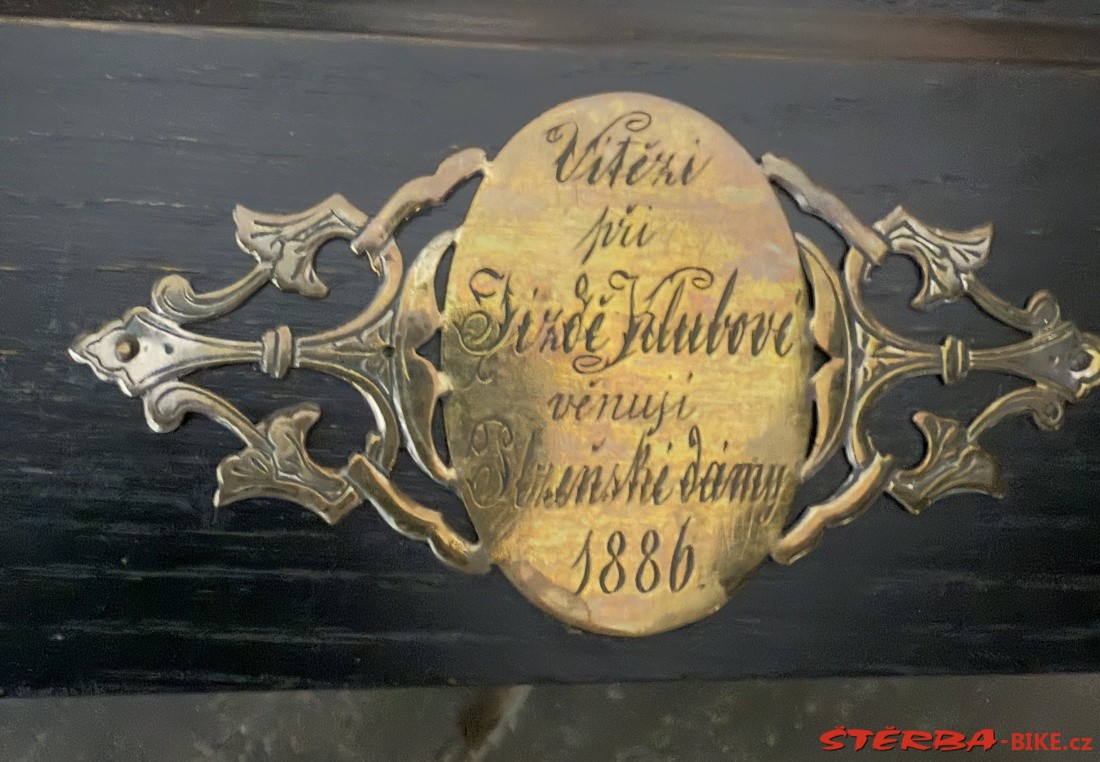 Vítězi
při
Jízdě Klubové
věnují
Plzeňské dámy
1886.
ŠTĚRBA-BIKE.cz